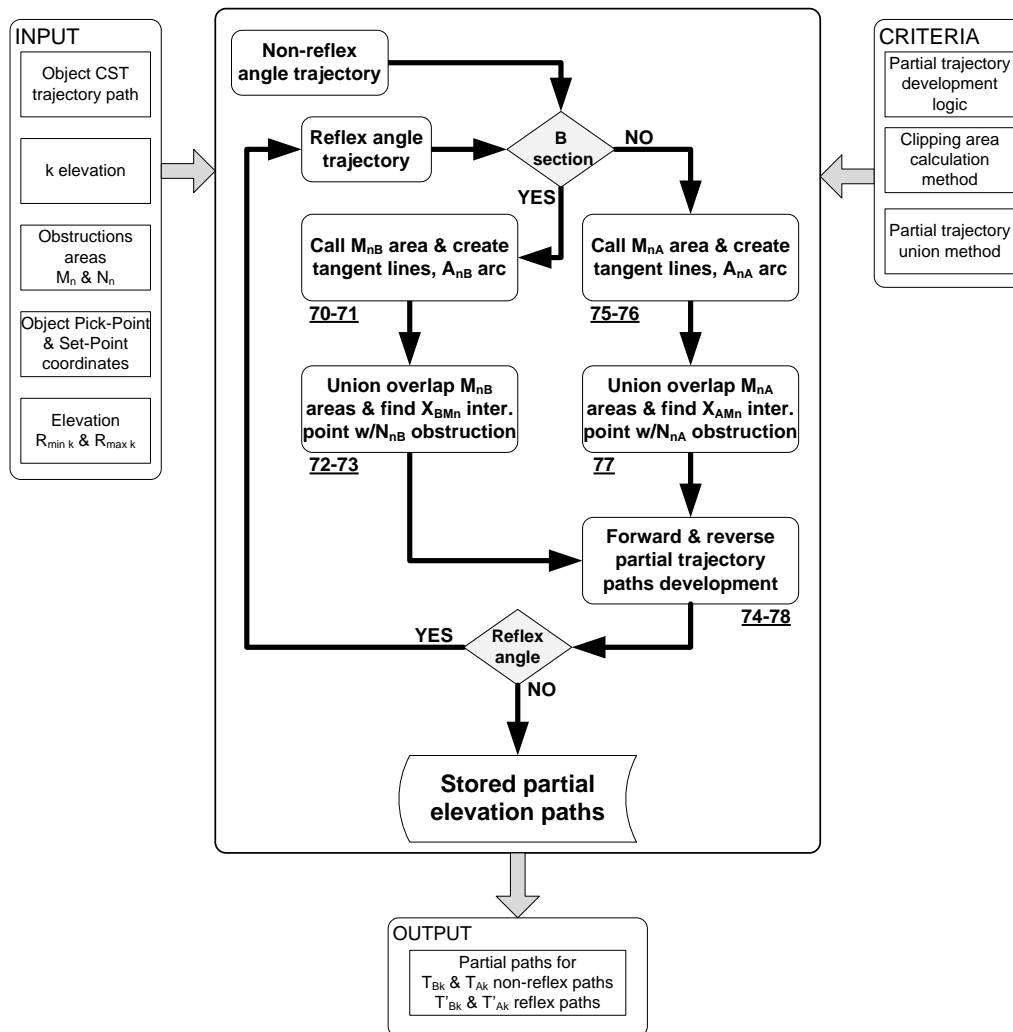 INPUT
Object CST
trajectory path
k elevation
Obstructions
areas
Mn & Nn
Object Pick-Point
& Set-Point
coordinates
Elevation
Rmin k & Rmax k
Non-reflex
angle trajectory
Reflex angle
trajectory
B
section
NO
YES
Call MnB area & create
tangent lines, AnB arc
70-71
Call MnA area & create
tangent lines, AnA arc
75-76
Union overlap MnB
areas & find XBMn inter.
point w/NnB obstruction
72-73
Union overlap MnA
areas & find XAMn inter.
point w/NnA obstruction
77
Forward & reverse
partial trajectory
paths development
74-78
YES
Reflex
angle
NO
Stored partial
elevation paths
CRITERIA
Partial trajectory
development
logic
Clipping area
calculation
method
Partial trajectory
union method
OUTPUT
Partial paths for
TBk & TAk non-reflex paths
T'Bk & T'Ak reflex paths